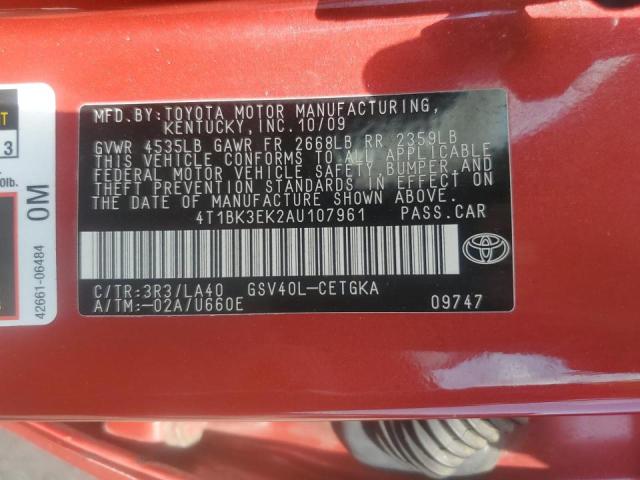 MFD.BY:TOYOTA MOTOR MANUFACTURING,
KENTUCKY,INC.10/09
GVWR 4535LB GAWR FR 2668LB RR 2359LB
THIS VEHICLE CONFORMS TO ALL APPLICABLE
FEDERAL MOTOR VEHICLE SAFETY,BUMPER,AND
THEFT PREVENTION STANDARDS IN EFFECT ON
THE DATE OF MANUFACTURE SHOWN ABOVE.
4T1BK3EK2AU107961 PASS.CAR
C/TR:3R3/LA40 GSV40L-CETGKA
A/TM:-02A/U660E 09747
3
0lb.
0M
42661-06484